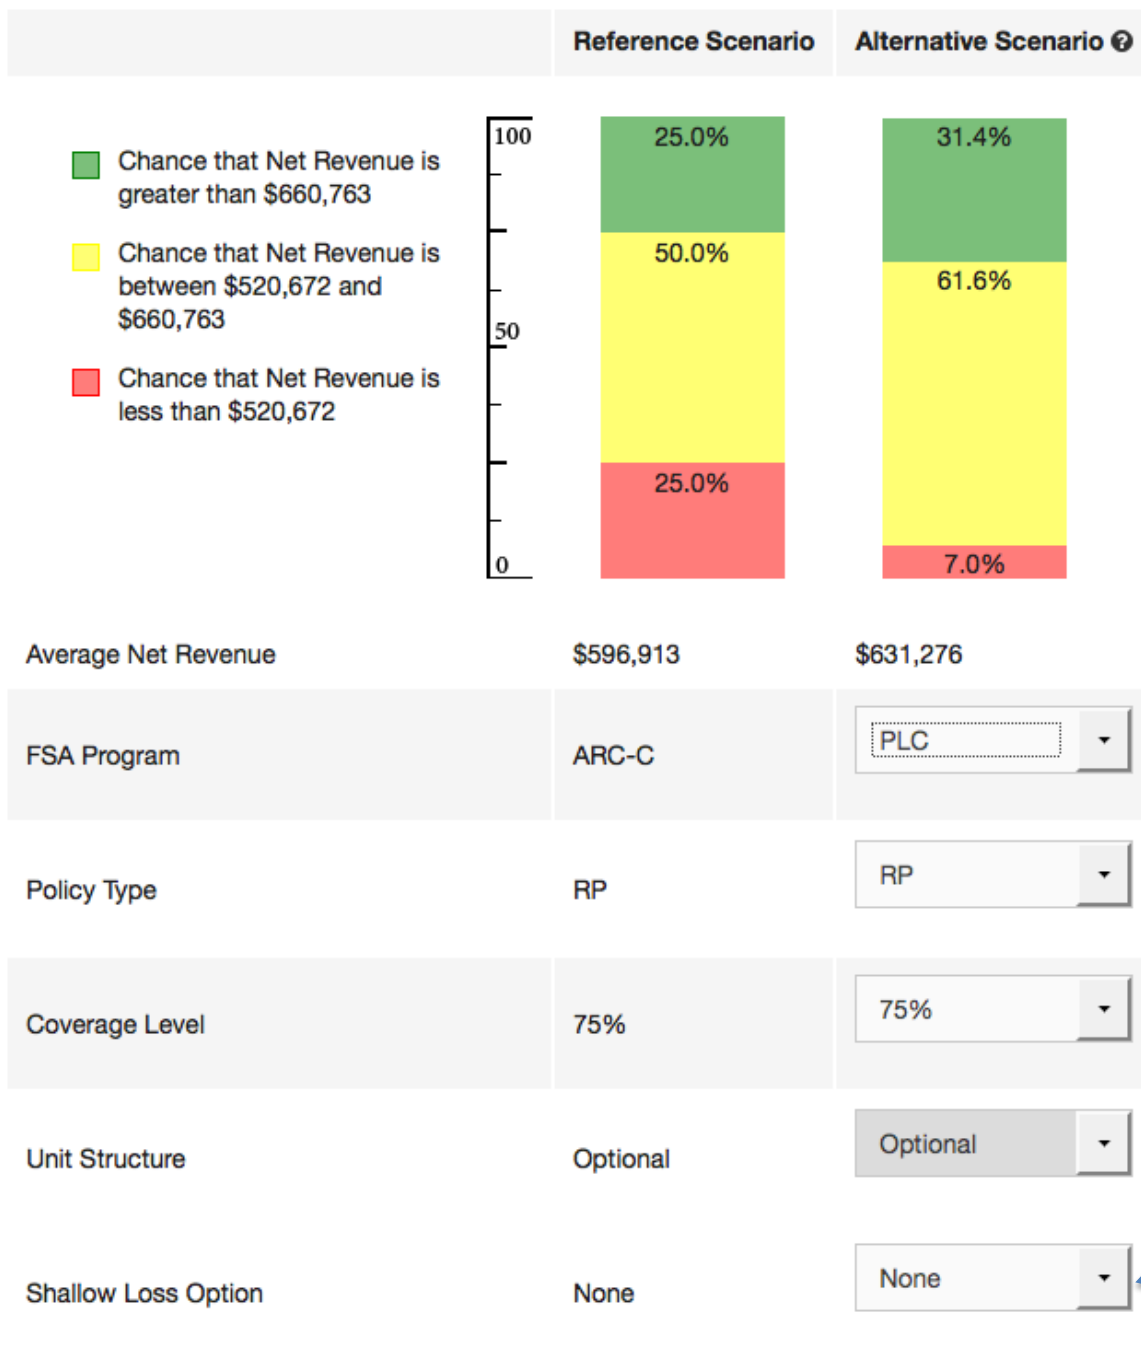 Reference Scenario
Alternative Scenario ?
Chance that Net Revenue is
greater than $660,763
Chance that Net Revenue is
between $520,672 and
$660,763
Chance that Net Revenue is
less than $520,672
100
50
0
25.0%
50.0%
25.0%
31.4%
61.6%
7.0%
Average Net Revenue
$596,913
$631,276
FSA Program
ARC-C
PLC
Policy Type
RP
RP
Coverage Level
75%
75%
Unit Structure
Optional
Optional
Shallow Loss Option
None
None